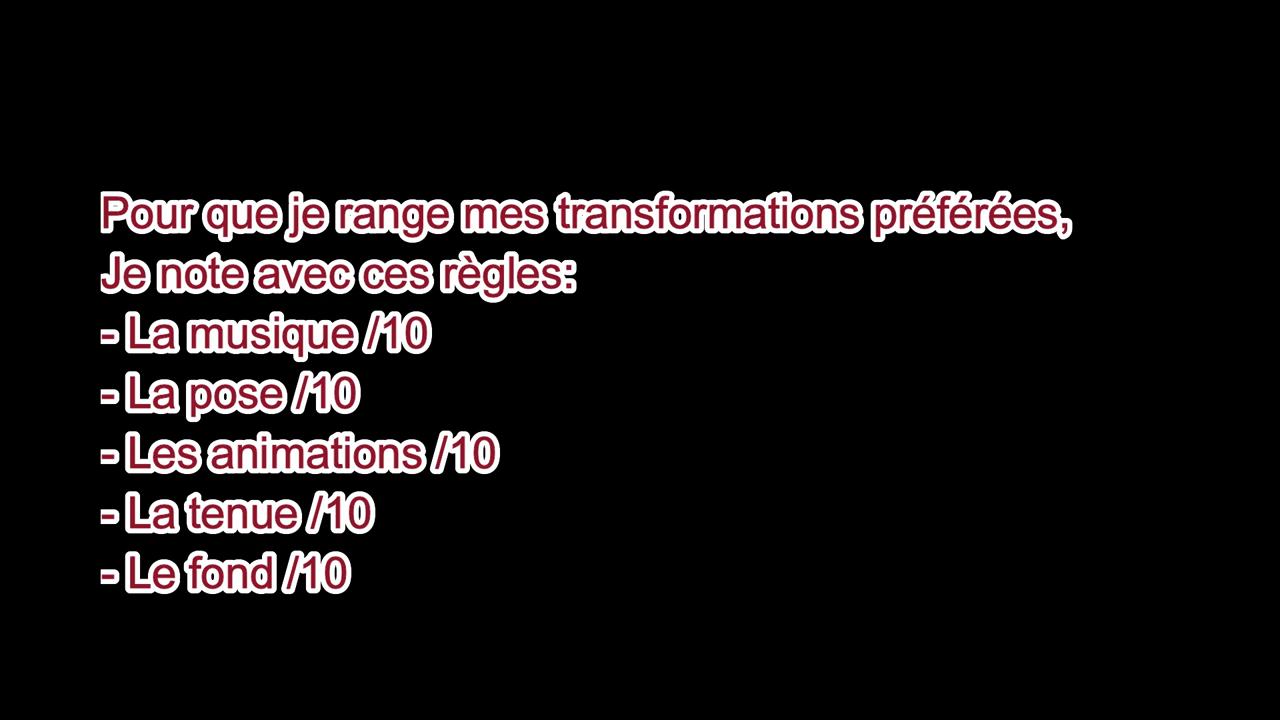 Pour que je range mes transformations préférées,
Je note avec ces règles:
- La musique /10
- La pose /10
- Les animations /10
- La tenue /10
- Le fond /10